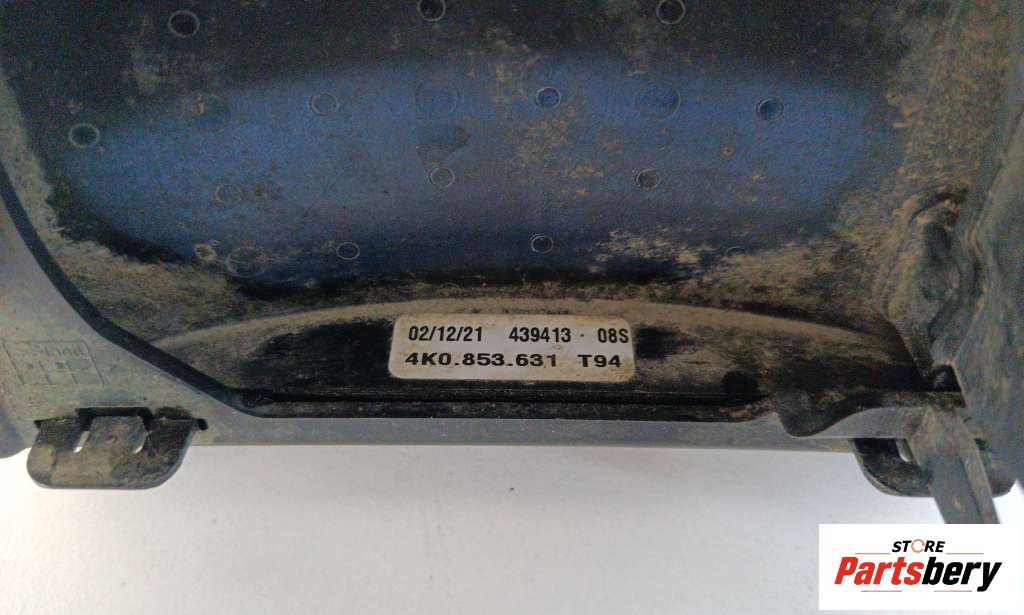 02/12/21 439413 - 08S
4K0.853.631 T94
STORE
Partsbery